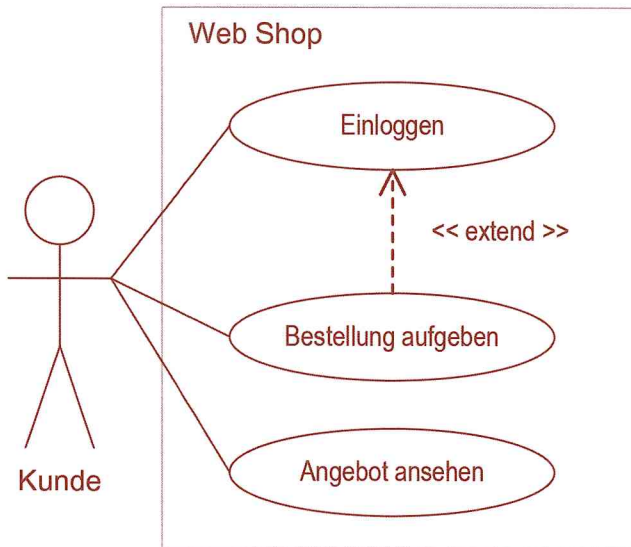 Web Shop
Einloggen
<< extend >>
Bestellung aufgeben
Angebot ansehen
Kunde